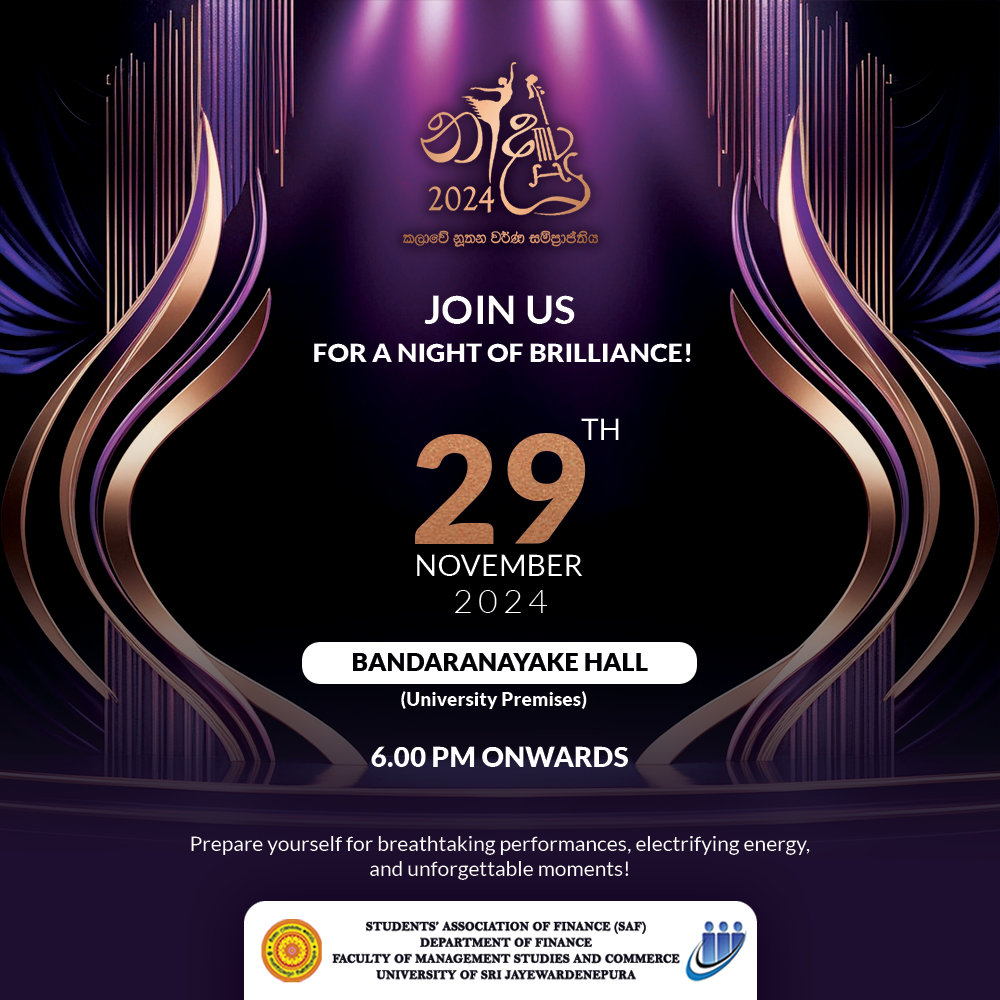 2024
කලාවේ නූතන වර්ණ සම්ප්‍රාප්තිය
JOIN US
FOR A NIGHT OF BRILLIANCE!
29TH
NOVEMBER
2024
BANDARANAYAKE HALL
(University Premises)
6.00 PM ONWARDS
Prepare yourself for breathtaking performances, electrifying energy,
and unforgettable moments!
STUDENTS' ASSOCIATION OF FINANCE (SAF)
DEPARTMENT OF FINANCE
FACULTY OF MANAGEMENT STUDIES AND COMMERCE
UNIVERSITY OF SRI JAYEWARDENEPURA